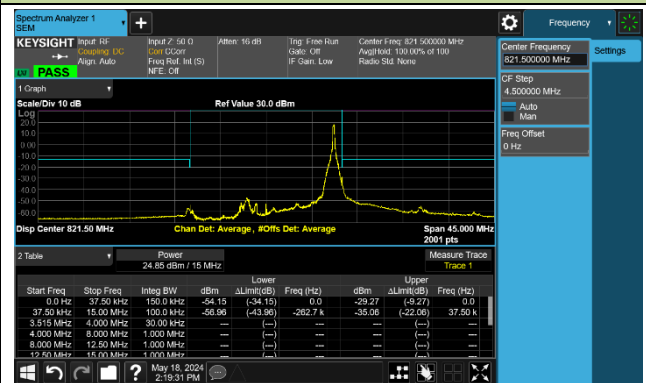 Spectrum Analyzer 1
SEM
Frequency
KEYSIGHT Input: RF
Coupling: DC
Align: Auto
Input Z: 50 Ω
Corr CCorr
Freq Ref: Int (S)
NFE: Off
Atten: 16 dB
Trig: Free Run
Gate: Off
IF Gain: Low
Center Freq: 821.500000 MHz
Avg|Hold: 100.00% of 100
Radio Std: None
PASS
Center Frequency
821.500000 MHz
Settings
CF Step
4.500000 MHz
Auto
Man
Freq Offset
0 Hz
1 Graph
Scale/Div 10 dB
Ref Value 30.0 dBm
Log
20.0
10.0
0.00
-10.0
-20.0
-30.0
-40.0
-50.0
-60.0
Disp Center 821.50 MHz
Chan Det: Average, #Offs Det: Average
Span 45.000 MHz
2001 pts
2 Table
Power
24.85 dBm / 15 MHz
Measure Trace
Trace 1
Lower Upper
Start Freq Stop Freq Integ BW dBm ΔLimit(dB) Freq (Hz) dBm ΔLimit(dB) Freq (Hz)
0.0 Hz 37.50 kHz 150.0 kHz -54.15 (-34.15) 0.0 -29.27 (-9.27) 0.0
37.50 kHz 15.00 MHz 100.0 kHz -56.96 (-43.96) -262.7 k -35.06 (-22.06) 37.50 k
3.515 MHz 4.000 MHz 30.00 kHz --- (---) --- --- (---) ---
4.000 MHz 8.000 MHz 1.000 MHz --- (---) --- --- (---) ---
8.000 MHz 12.50 MHz 1.000 MHz --- (---) --- --- (---) ---
12.50 MHz 15.00 MHz 1.000 MHz --- (---) --- --- (---) ---
May 18, 2024
2:19:31 PM